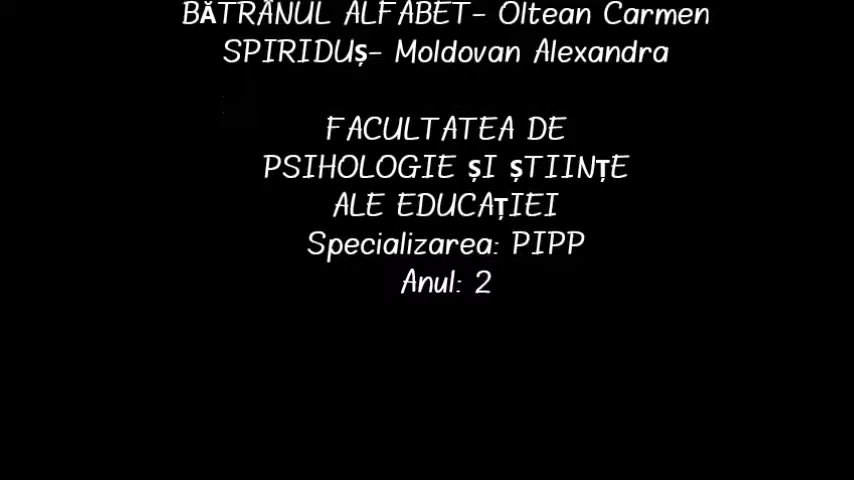 BĂTRÂNUL ALFABET- Oltean Carmen
SPIRIDUȘ- Moldovan Alexandra
FACULTATEA DE
PSIHOLOGIE ȘI ȘTIINȚE
ALE EDUCAȚIEI
Specializarea: PIPP
Anul: 2